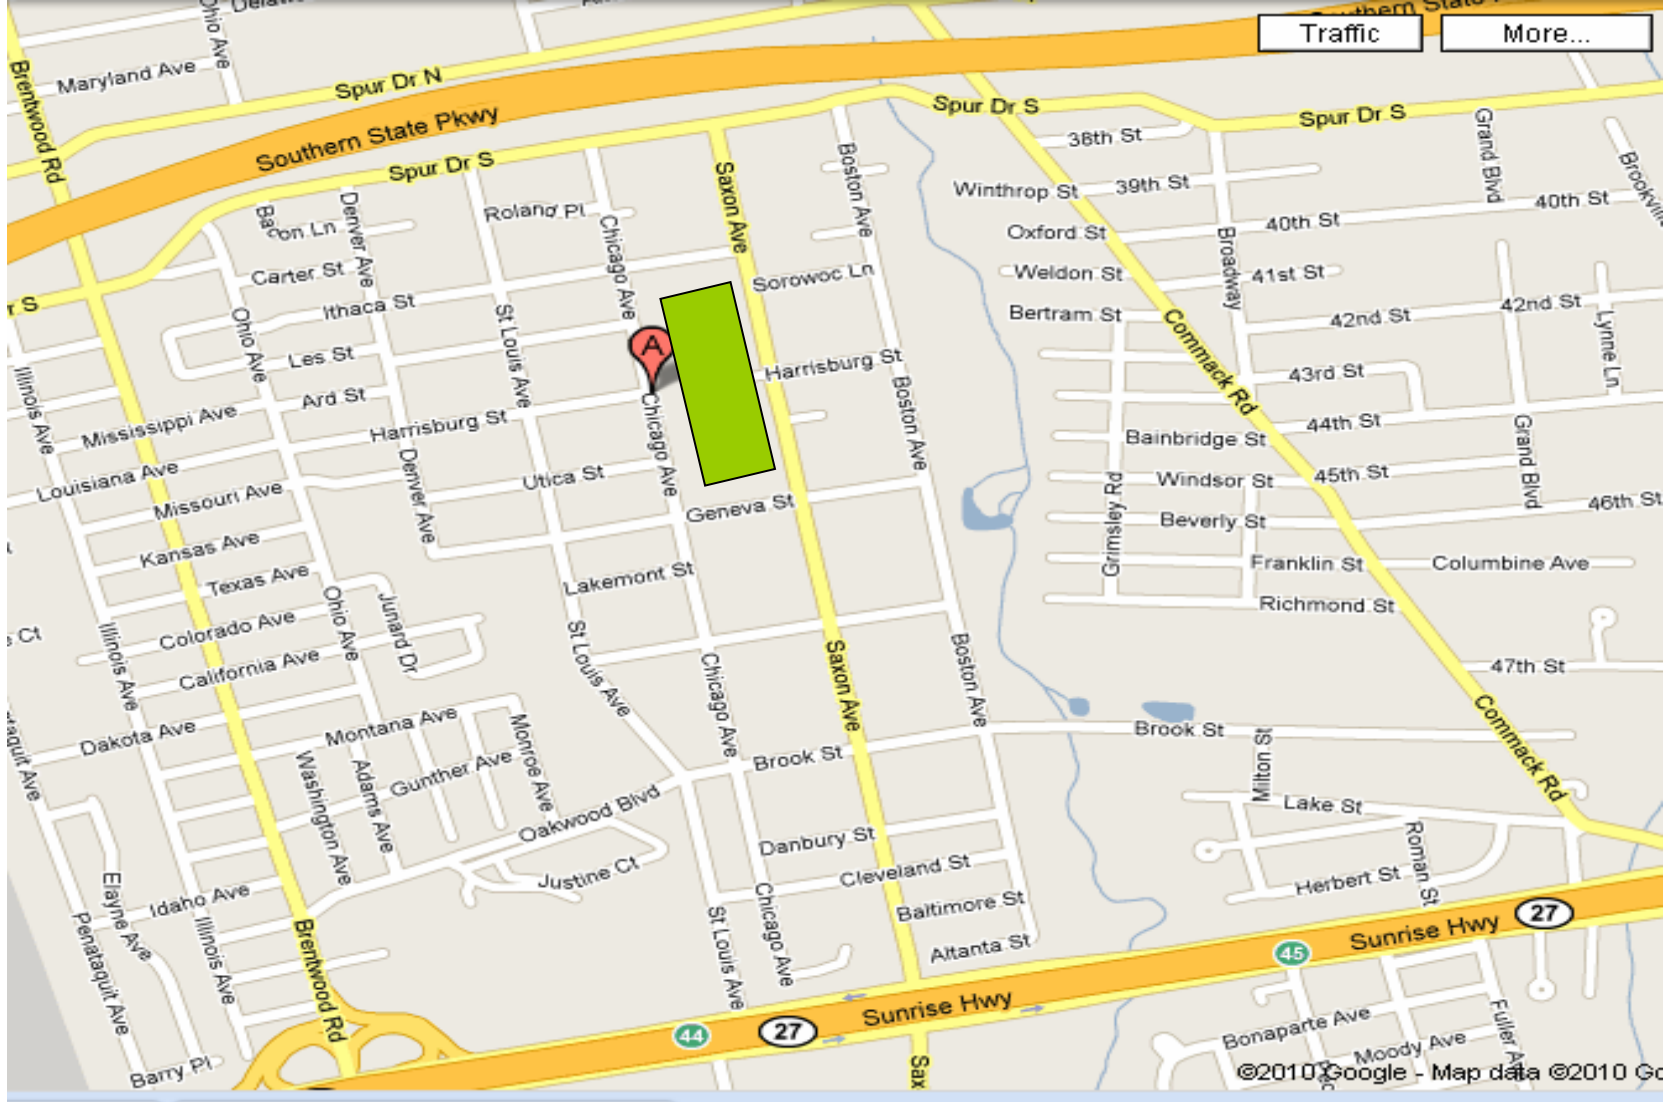 Ohio Ave
Southern State
Traffic
More...
Maryland Ave
Spur Dr N
Brentwood Rd
Southern State Pkwy
Spur Dr S
Spur Dr S
Spur Dr S
38th St
Grand Blvd
Boston Ave
Saxon Ave
Winthrop St
39th St
40th St
40th St
Denver Ave
Roland Pl
Bacon Ln
Chicago Ave
Oxford St
Broadway
Carter St
Sorowoc Ln
Weldon St
41st St
r S
Ithaca St
Bertram St
42nd St
42nd St
Ohio Ave
St Louis Ave
Lynne Ln
Les St
A
Harrisburg St
Commack Rd
43rd St
Illinois Ave
Ard St
Boston Ave
Mississippi Ave
Harrisburg St
Chicago Ave
Bainbridge St
44th St
Grand Blvd
Louisiana Ave
Denver Ave
Utica St
Windsor St
45th St
Missouri Ave
Geneva St
Grimsley Rd
Beverly St
46th St
Kansas Ave
Franklin St
Columbine Ave
Texas Ave
Lakemont St
Richmond St
Colorado Ave
Ohio Ave
Junard Dr
e Ct
Illinois Ave
California Ave
St Louis Ave
Chicago Ave
Saxon Ave
Boston Ave
47th St
Dakota Ave
Montana Ave
Commack Rd
taquit Ave
Washington Ave
Adams Ave
Gunther Ave
Monroe Ave
Brook St
Brook St
Milton St
Oakwood Blvd
Lake St
Danbury St
Roman St
Elayne Ave
Justine Ct
Cleveland St
Herbert St
Idaho Ave
Baltimore St
Penataquit Ave
Illinois Ave
Brentwood Rd
St Louis Ave
Chicago Ave
Altanta St
Sunrise Hwy
27
45
44
27
Sunrise Hwy
Bonaparte Ave
Fuller A
Moody Ave
Barry Pl
Sax
©2010 Google - Map data ©2010 Go